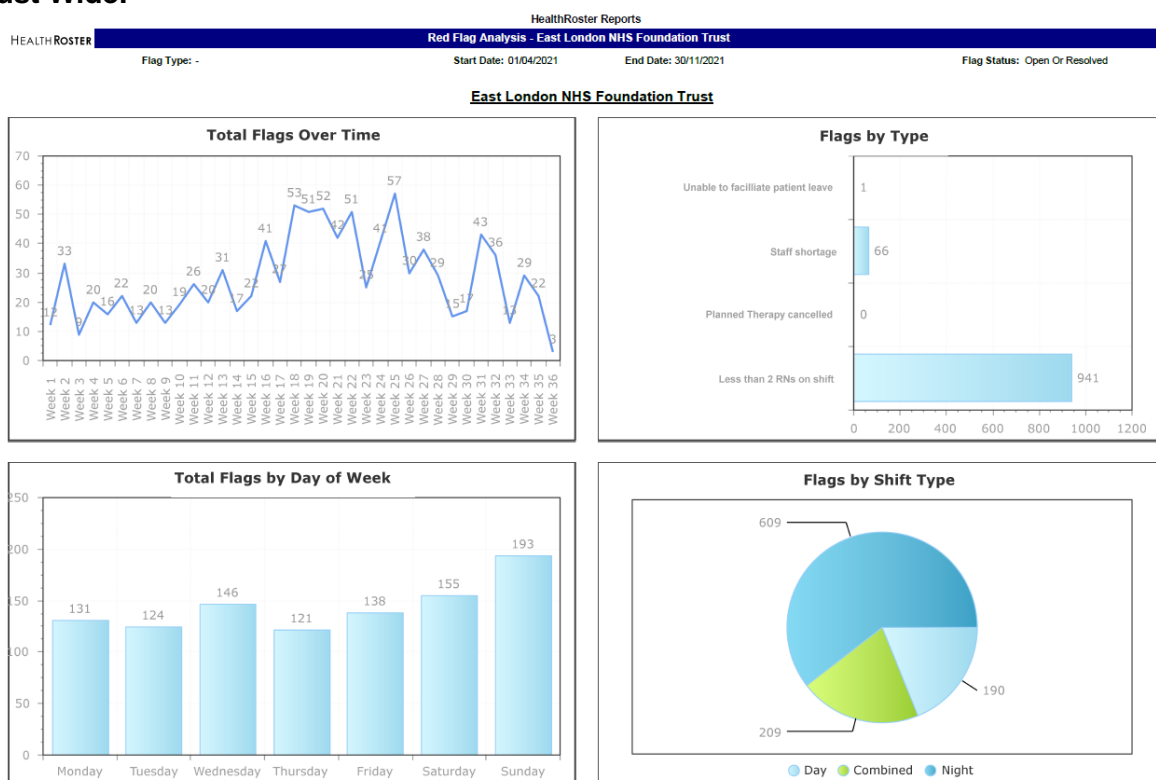 ust Wide:
HealthRoster Reports
HEALTHROSTER
Red Flag Analysis - East London NHS Foundation Trust
Flag Type: - Start Date: 01/04/2021 End Date: 30/11/2021 Flag Status: Open Or Resolved
East London NHS Foundation Trust
Total Flags Over Time
70
60
50
40
30
20
10
0
12
33
9
20
16
22
13
20
13
19
26
20
31
17
22
41
27
53
51
52
42
51
25
41
57
30
38
29
15
17
43
36
13
29
22
3
Week 1
Week 2
Week 3
Week 4
Week 5
Week 6
Week 7
Week 8
Week 9
Week 10
Week 11
Week 12
Week 13
Week 14
Week 15
Week 16
Week 17
Week 18
Week 19
Week 20
Week 21
Week 22
Week 23
Week 24
Week 25
Week 26
Week 27
Week 28
Week 29
Week 30
Week 31
Week 32
Week 33
Week 34
Week 35
Week 36
Flags by Type
Unable to facilliate patient leave 1
Staff shortage 66
Planned Therapy cancelled 0
Less than 2 RNs on shift 941
0 200 400 600 800 1000 1200
Total Flags by Day of Week
250
200
150
100
50
0
131 124 146 121 138 155 193
Monday Tuesday Wednesday Thursday Friday Saturday Sunday
Flags by Shift Type
609
190
209
Day Combined Night